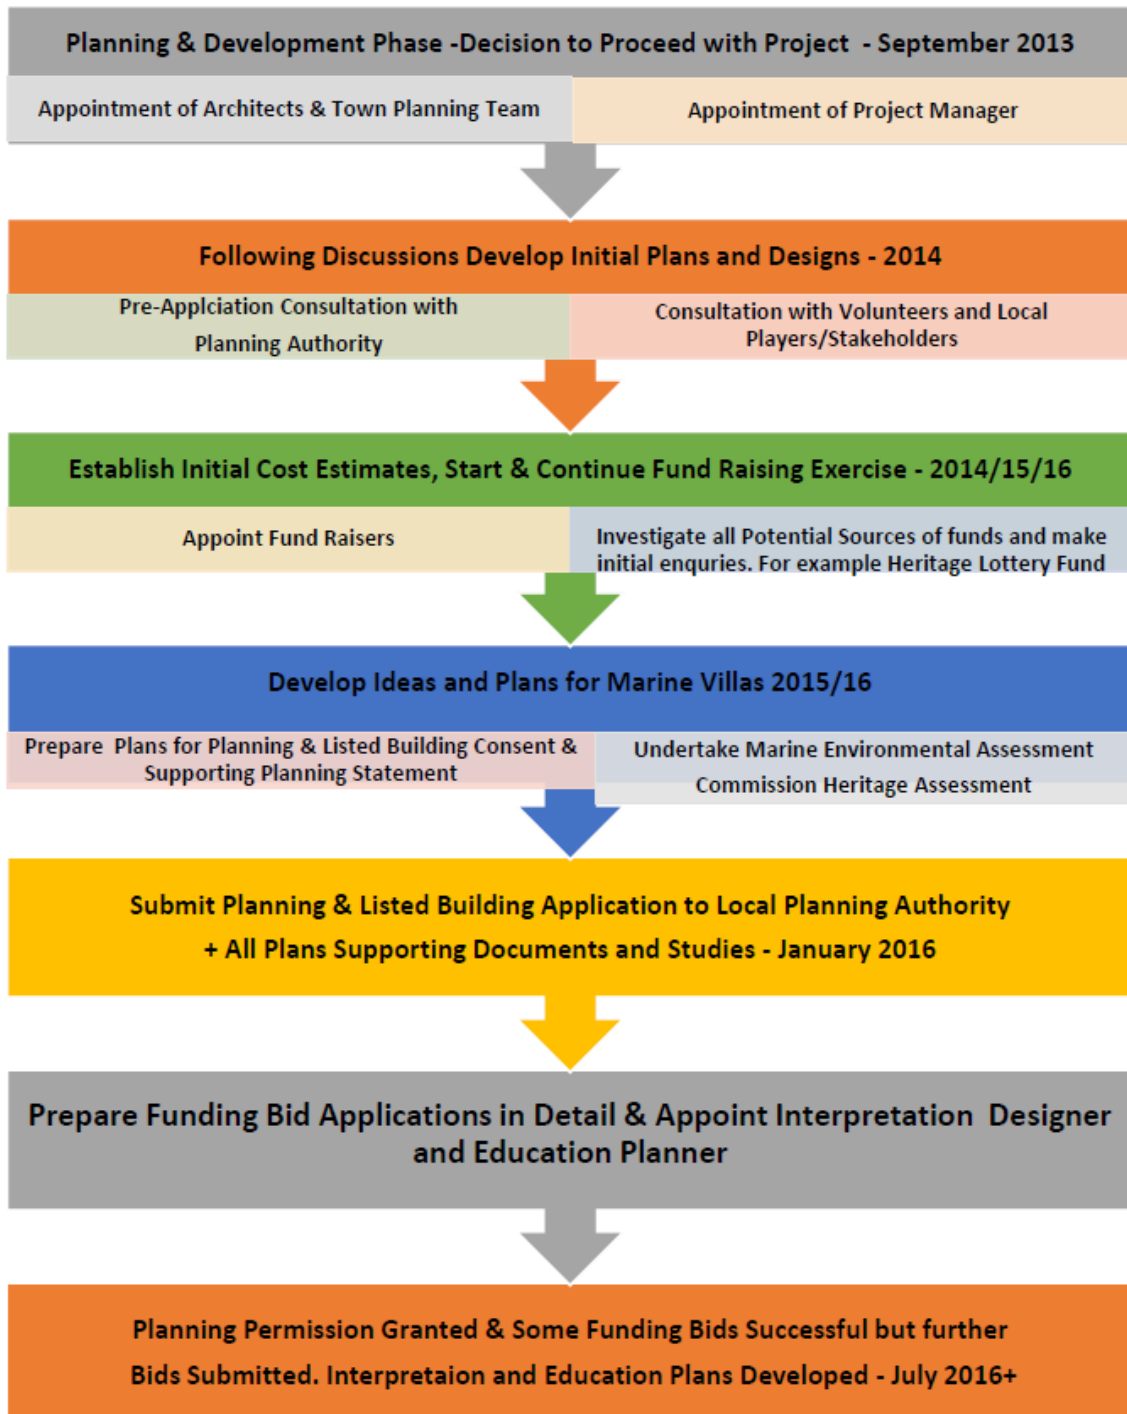 Planning & Development Phase -Decision to Proceed with Project - September 2013
Appointment of Architects & Town Planning Team
Appointment of Project Manager
Following Discussions Develop Initial Plans and Designs - 2014
Pre-Applciation Consultation with
Planning Authority
Consultation with Volunteers and Local
Players/Stakeholders
Establish Initial Cost Estimates, Start & Continue Fund Raising Exercise - 2014/15/16
Appoint Fund Raisers
Investigate all Potential Sources of funds and make
initial enquries. For example Heritage Lottery Fund
Develop Ideas and Plans for Marine Villas 2015/16
Prepare Plans for Planning & Listed Building Consent &
Supporting Planning Statement
Undertake Marine Environmental Assessment
Commission Heritage Assessment
Submit Planning & Listed Building Application to Local Planning Authority
+ All Plans Supporting Documents and Studies - January 2016
Prepare Funding Bid Applications in Detail & Appoint Interpretation Designer
and Education Planner
Planning Permission Granted & Some Funding Bids Successful but further
Bids Submitted. Interpretaion and Education Plans Developed - July 2016+